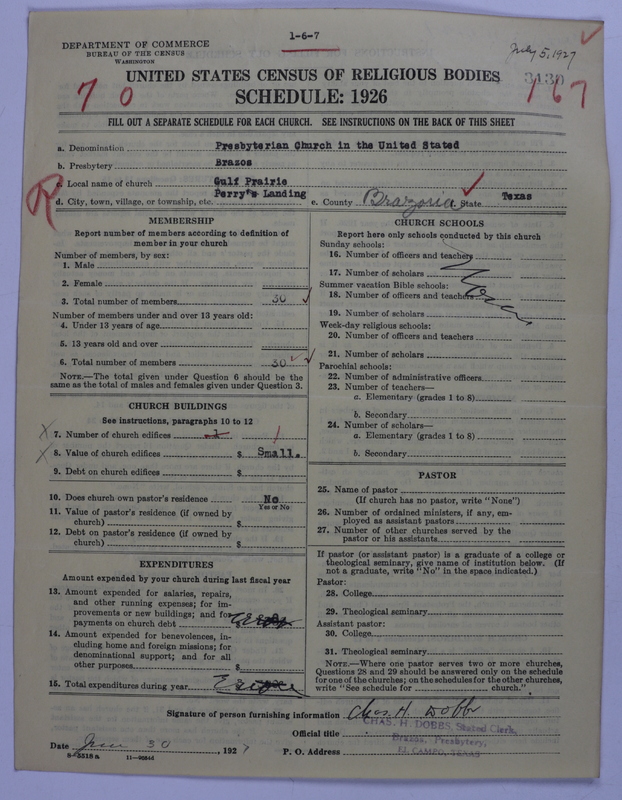 1-6-7
July 5, 1927
DEPARTMENT OF COMMERCE
BUREAU OF THE CENSUS
WASHINGTON
UNITED STATES CENSUS OF RELIGIOUS BODIES
SCHEDULE: 1926
70
167
FILL OUT A SEPARATE SCHEDULE FOR EACH CHURCH. SEE INSTRUCTIONS ON THE BACK OF THIS SHEET
a. Denomination Presbyterian Church in the United Stated
b. Presbytery Brazos
c. Local name of church Gulf Prairie
d. City, town, village, or township, etc. Perry's Landing e. County Brazoria f. State Texas
R
MEMBERSHIP
Report number of members according to definition of
member in your church
Number of members, by sex:
1. Male
2. Female
3. Total number of members 30
Number of members under and over 13 years old:
4. Under 13 years of age
5. 13 years old and over
6. Total number of members 30
NOTE.—The total given under Question 6 should be
same as the total of males and females given under Question 3.
CHURCH BUILDINGS
See instructions, paragraphs 10 to 12
7. Number of church edifices 1
8. Value of church edifices $ Small.
9. Debt on church edifices $
10. Does church own pastor's residence No
Yes or No
11. Value of pastor's residence (if owned by
church) $
12. Debt on pastor's residence (if owned by
church) $
EXPENDITURES
Amount expended by your church during last fiscal year
13. Amount expended for salaries, repairs,
and other running expenses; for im-
provements or new buildings; and for
payments on church debt
14. Amount expended for benevolences, in-
cluding home and foreign missions; for
denominational support; and for all
other purposes $
15. Total expenditures during year
CHURCH SCHOOLS
Report here only schools conducted by this church
Sunday schools:
16. Number of officers and teachers
17. Number of scholars
Summer vacation Bible schools:
18. Number of officers and teachers
19. Number of scholars
Week-day religious schools:
20. Number of officers and teachers
21. Number of scholars
Parochial schools:
22. Number of administrative officers
23. Number of teachers—
a. Elementary (grades 1 to 8)
b. Secondary
24. Number of scholars—
a. Elementary (grades 1 to 8)
b. Secondary
PASTOR
25. Name of pastor
(If church has no pastor, write "None")
26. Number of ordained ministers, if any, em-
ployed as assistant pastors
27. Number of other churches served by the
pastor or his assistants
If pastor (or assistant pastor) is a graduate of a college or
theological seminary, give name of institution below. (If
not a graduate, write "No" in the space indicated.)
Pastor:
28. College
29. Theological seminary
Assistant pastor:
30. College
31. Theological seminary
NOTE.—Where one pastor serves two or more churches,
Questions 28 and 29 should be answered only on the schedule
for one of the churches; on the schedules for the other churches,
write "See schedule for church."
Signature of person furnishing information Chas. H. Dobbs
Official title CHAS. H. DOBBS, Stated Clerk,
Brazos, Presbytery,
Date June 30, 1927 P. O. Address EL CAMPO, TEXAS
8-5518a